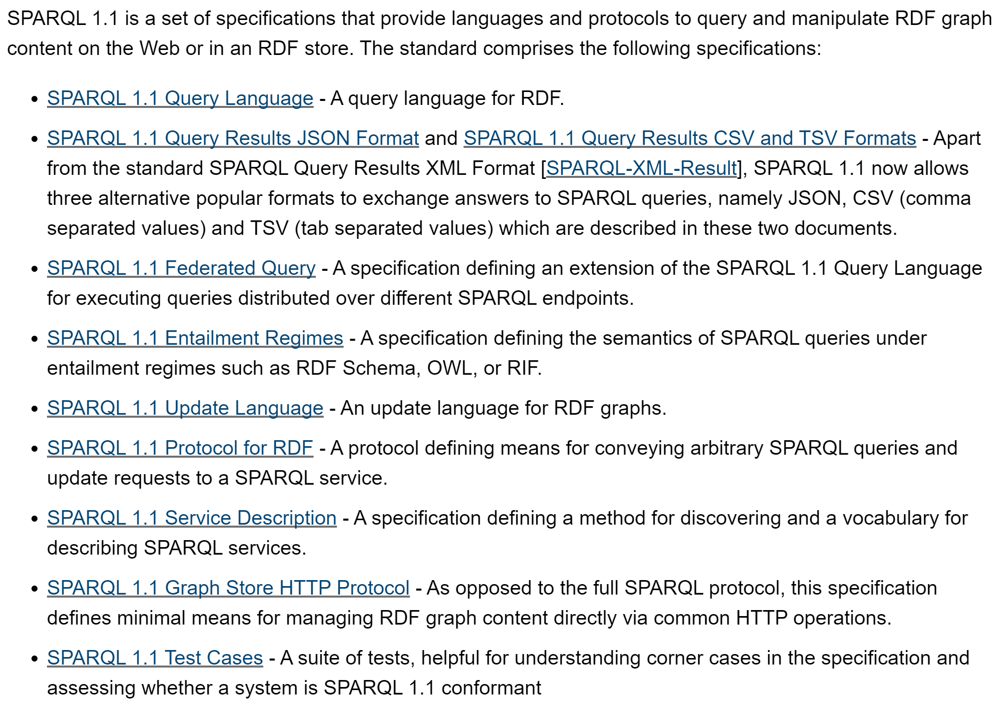 SPARQL 1.1 is a set of specifications that provide languages and protocols to query and manipulate RDF graph
content on the Web or in an RDF store. The standard comprises the following specifications:
• SPARQL 1.1 Query Language - A query language for RDF.
• SPARQL 1.1 Query Results JSON Format and SPARQL 1.1 Query Results CSV and TSV Formats - Apart
from the standard SPARQL Query Results XML Format [SPARQL-XML-Result], SPARQL 1.1 now allows
three alternative popular formats to exchange answers to SPARQL queries, namely JSON, CSV (comma
separated values) and TSV (tab separated values) which are described in these two documents.
• SPARQL 1.1 Federated Query - A specification defining an extension of the SPARQL 1.1 Query Language
for executing queries distributed over different SPARQL endpoints.
• SPARQL 1.1 Entailment Regimes - A specification defining the semantics of SPARQL queries under
entailment regimes such as RDF Schema, OWL, or RIF.
• SPARQL 1.1 Update Language - An update language for RDF graphs.
• SPARQL 1.1 Protocol for RDF - A protocol defining means for conveying arbitrary SPARQL queries and
update requests to a SPARQL service.
• SPARQL 1.1 Service Description - A specification defining a method for discovering and a vocabulary for
describing SPARQL services.
• SPARQL 1.1 Graph Store HTTP Protocol - As opposed to the full SPARQL protocol, this specification
defines minimal means for managing RDF graph content directly via common HTTP operations.
• SPARQL 1.1 Test Cases - A suite of tests, helpful for understanding corner cases in the specification and
assessing whether a system is SPARQL 1.1 conformant